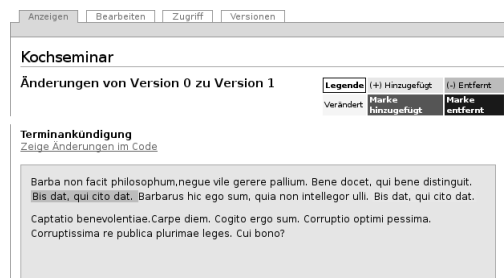 Anzeigen Bearbeiten Zugriff Versionen
Kochseminar
Änderungen von Version 0 zu Version 1
Legende (+) Hinzugefügt (-) Entfernt
Verändert Marke hinzugefügt Marke entfernt
Terminankündigung
Zeige Änderungen im Code
Barba non facit philosophum,negue vile gerere pallium. Bene docet, qui bene distinguit.
Bis dat, qui cito dat. Barbarus hic ego sum, quia non intellegor ulli. Bis dat, qui cito dat.
Captatio benevolentiae.Carpe diem. Cogito ergo sum. Corruptio optimi pessima.
Corruptissima re publica plurimae leges. Cui bono?